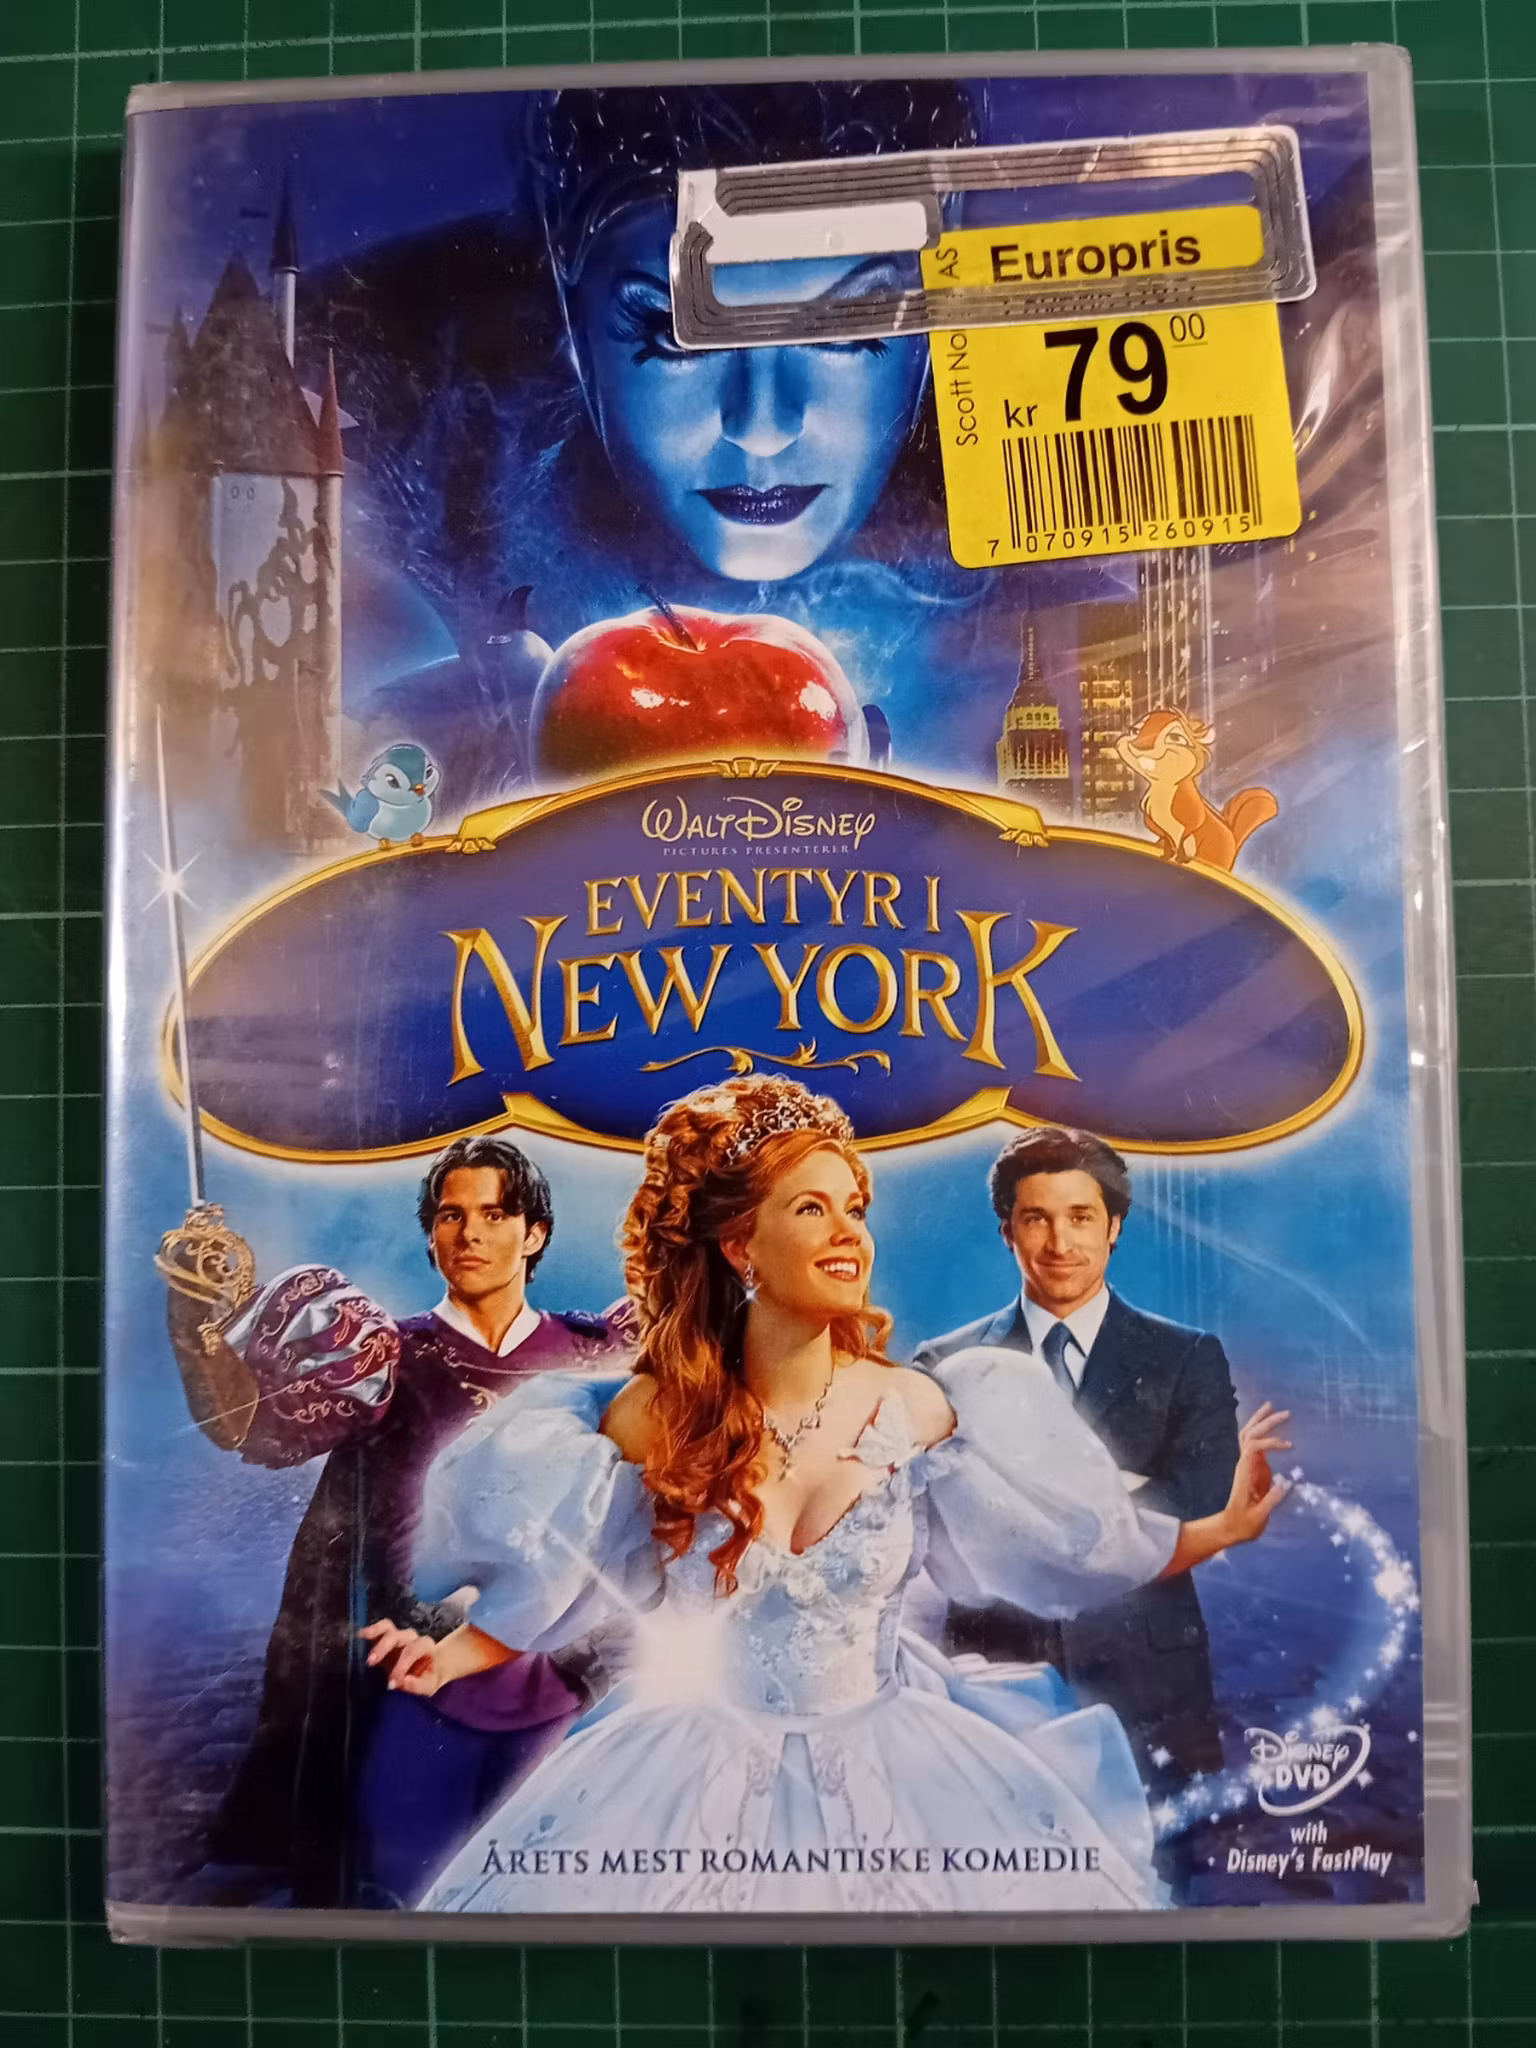 Europris
Scott No AS
kr 79 00
7 070915 260915
WALT DISNEY
PICTURES PRESENTERER
EVENTYR I
NEW YORK
DISNEY
DVD
with
Disney's FastPlay
ÅRETS MEST ROMANTISKE KOMEDIE